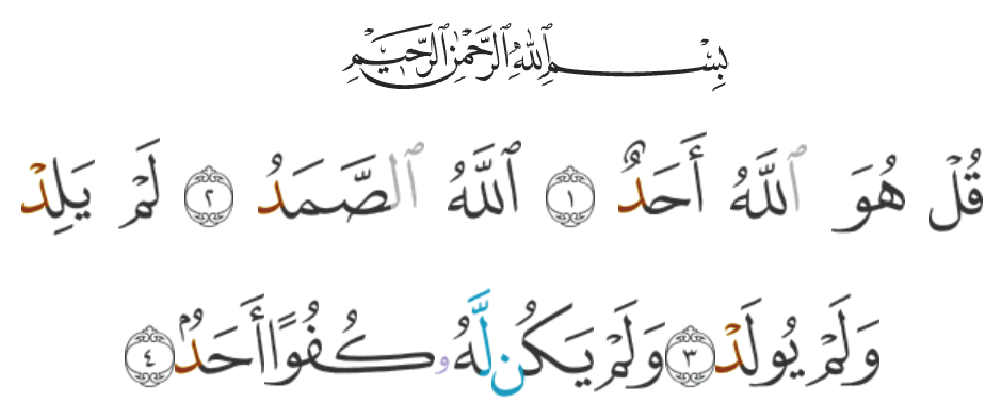 بِسْمِ ٱللَّهِ ٱلرَّحْمَٰنِ ٱلرَّحِيمِ
قُلْ هُوَ ٱللَّهُ أَحَدٌ ١ ٱللَّهُ ٱلصَّمَدُ ٢ لَمْ يَلِدْ
وَلَمْ يُولَدْ ٣ وَلَمْ يَكُن لَّهُۥ كُفُوًا أَحَدُۢ ٤